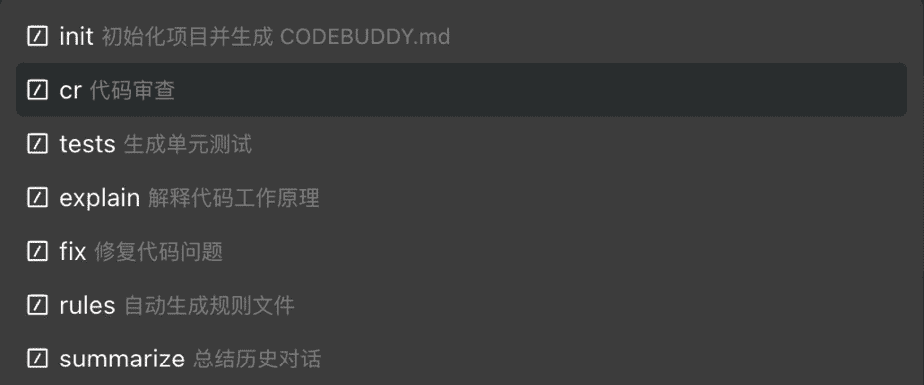 init 初始化项目并生成 CODEBUDDY.md
cr 代码审查
tests 生成单元测试
explain 解释代码工作原理
fix 修复代码问题
rules 自动生成规则文件
summarize 总结历史对话